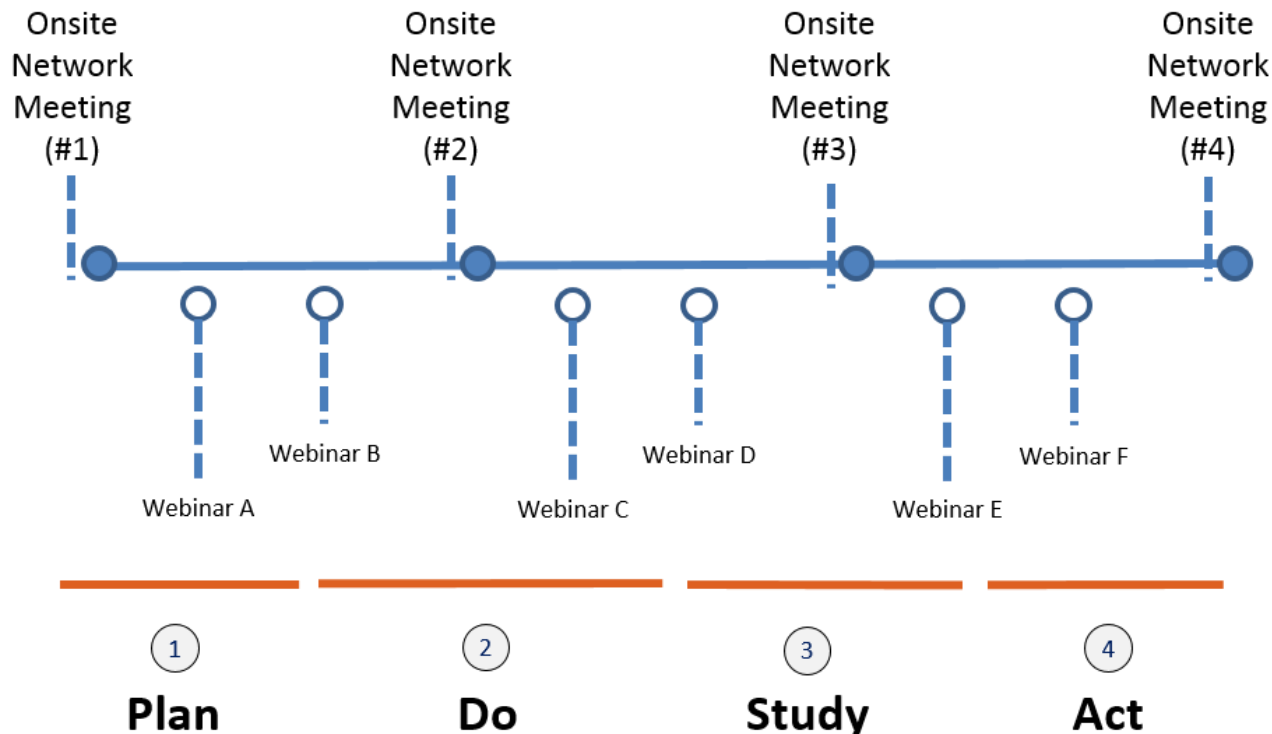 Onsite
Network
Meeting
(#1)
Onsite
Network
Meeting
(#2)
Onsite
Network
Meeting
(#3)
Onsite
Network
Meeting
(#4)
Webinar A
Webinar B
Webinar C
Webinar D
Webinar E
Webinar F
1
Plan
2
Do
3
Study
4
Act